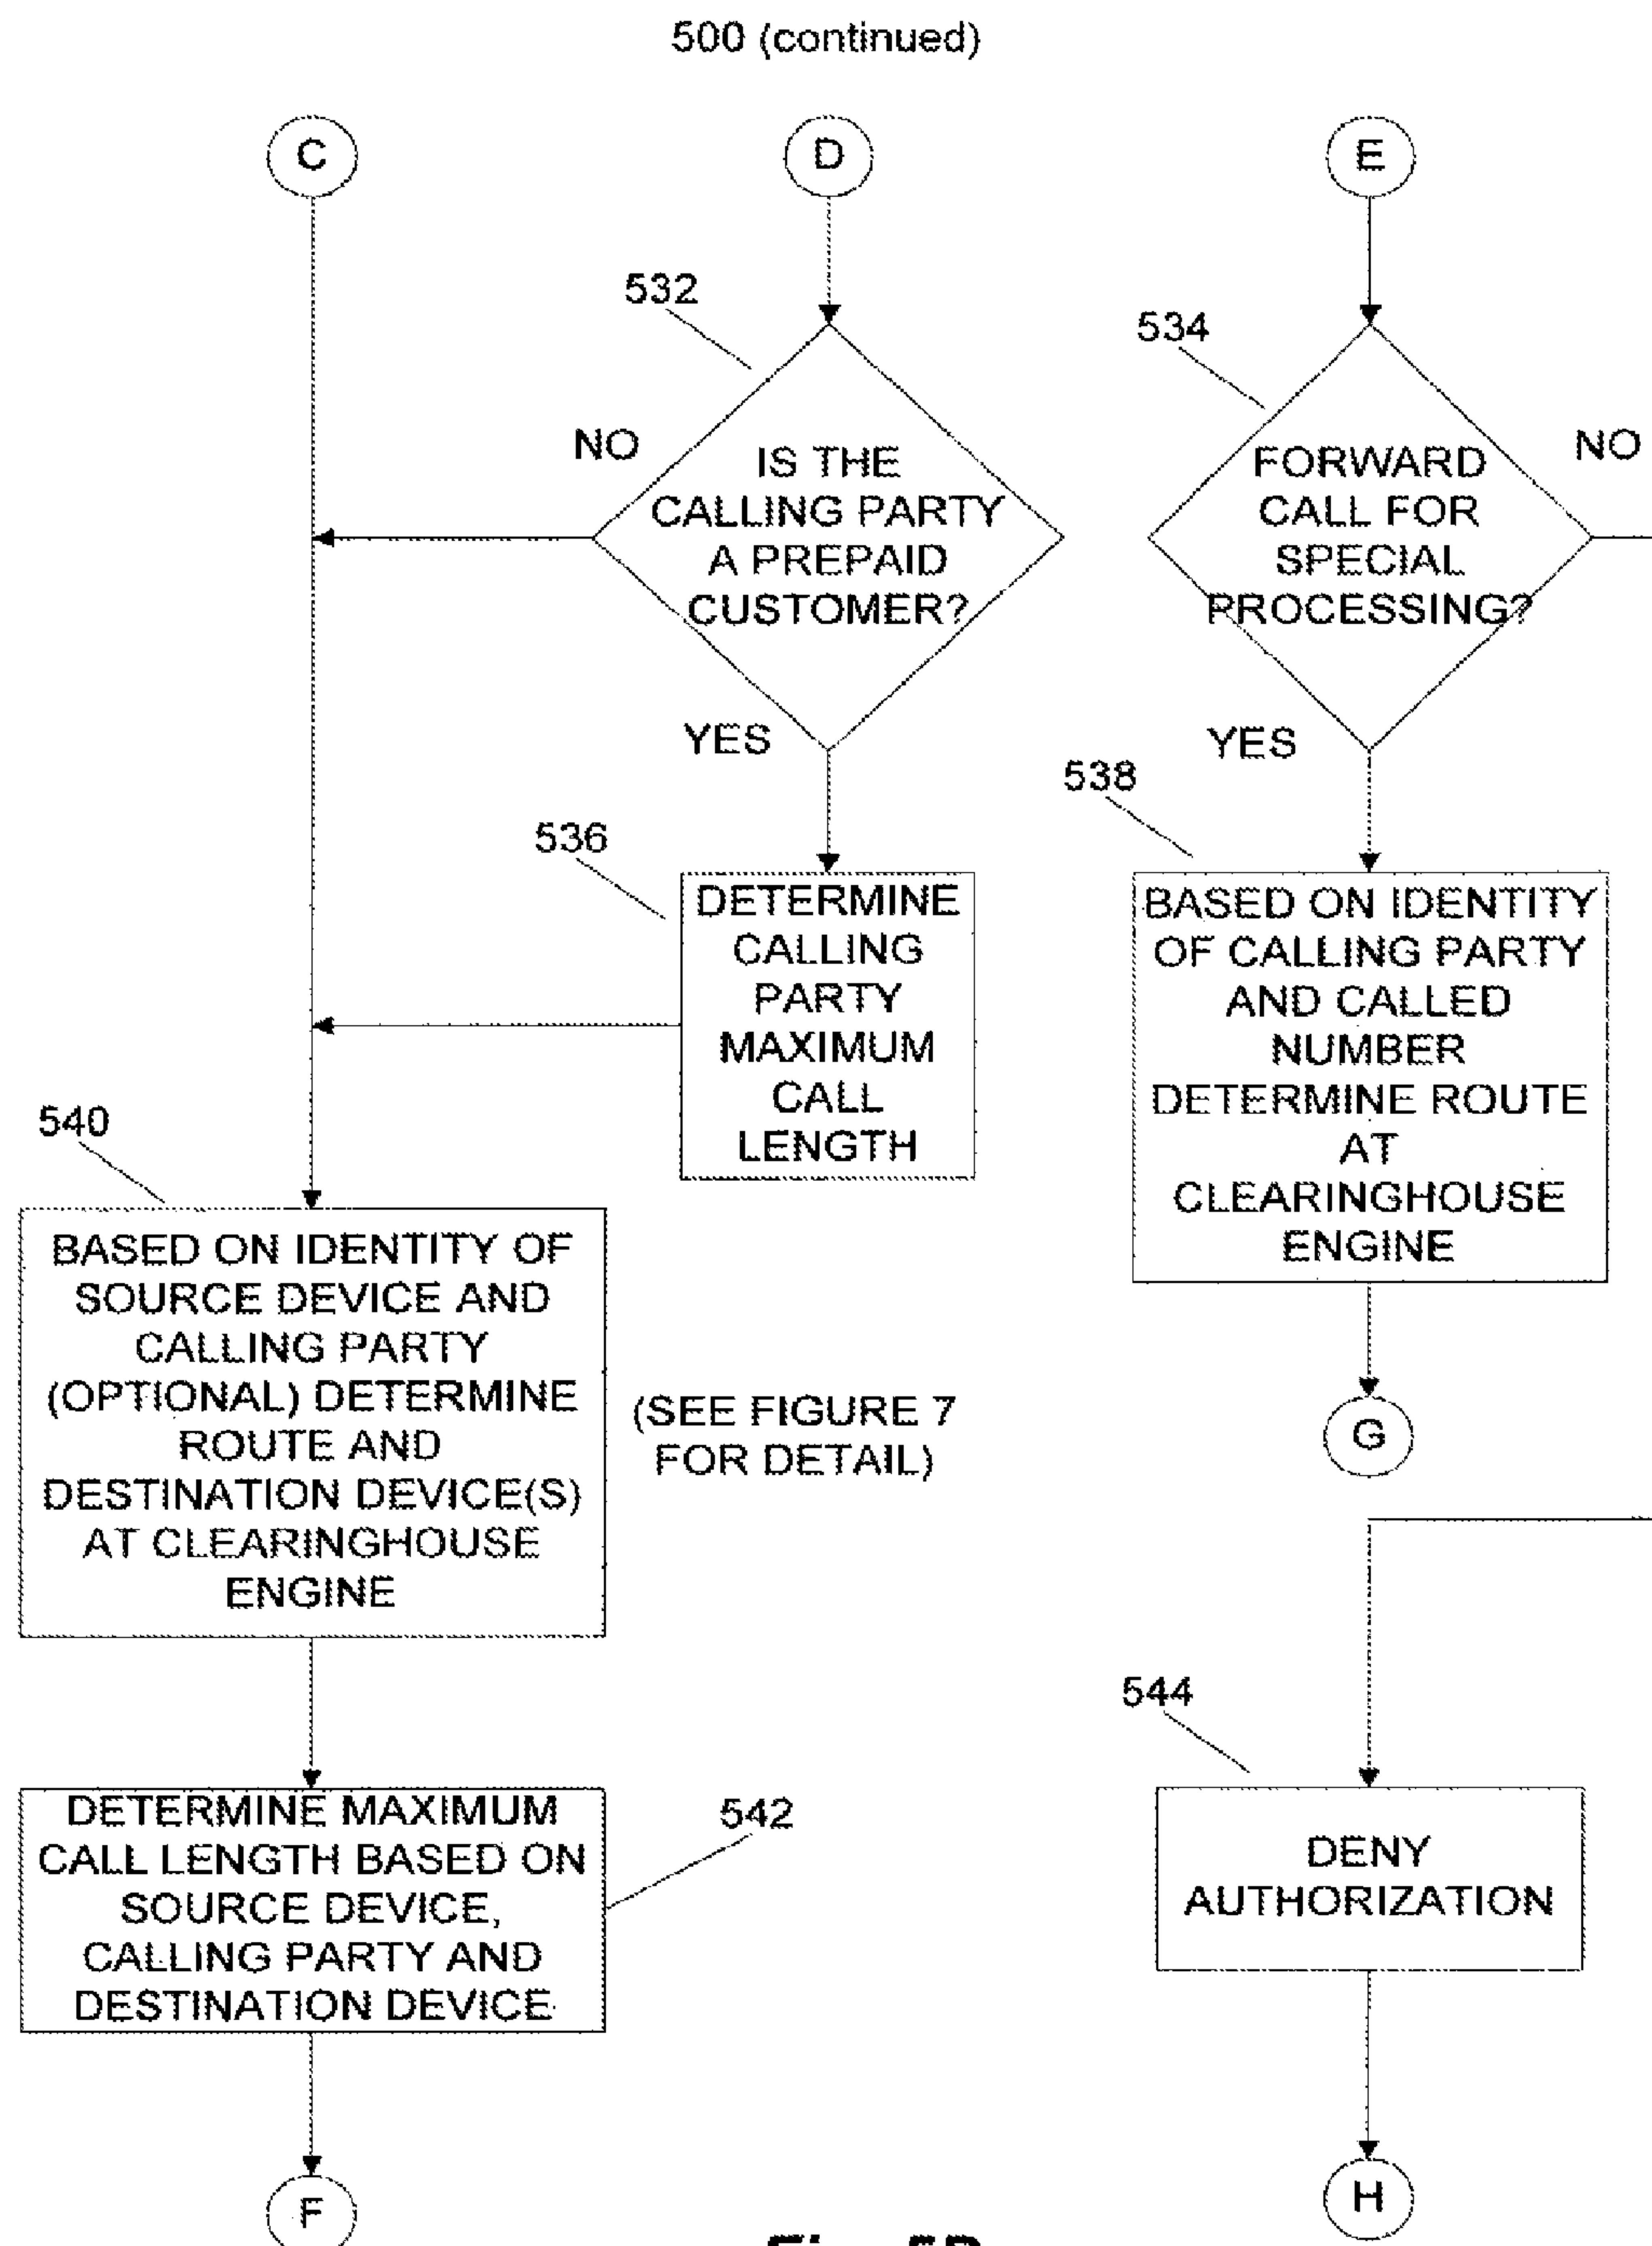 500 (continued)
C
D
E
532
534
NO
IS THE
CALLING PARTY
A PREPAID
CUSTOMER?
FORWARD
CALL FOR
SPECIAL
PROCESSING?
NO
YES
YES
536
538
DETERMINE
CALLING
PARTY
MAXIMUM
CALL
LENGTH
BASED ON IDENTITY
OF CALLING PARTY
AND CALLED
NUMBER
DETERMINE ROUTE
AT
CLEARINGHOUSE
ENGINE
540
BASED ON IDENTITY OF
SOURCE DEVICE AND
CALLING PARTY
(OPTIONAL) DETERMINE
ROUTE AND
DESTINATION DEVICE(S)
AT CLEARINGHOUSE
ENGINE
(SEE FIGURE 7
FOR DETAIL)
G
544
DETERMINE MAXIMUM
CALL LENGTH BASED ON
SOURCE DEVICE,
CALLING PARTY AND
DESTINATION DEVICE
542
DENY
AUTHORIZATION
F
H